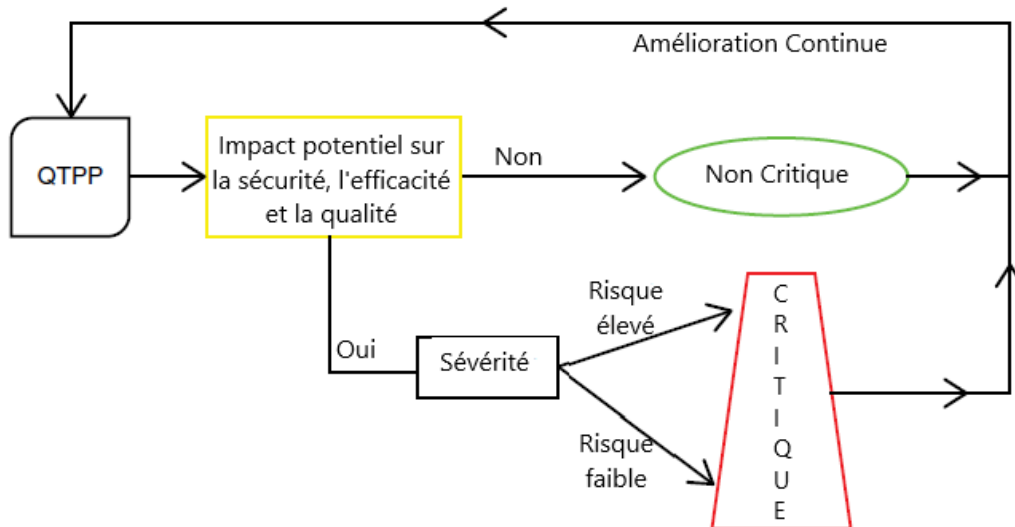 Amélioration Continue
QTPP
Impact potentiel sur
la sécurité, l'efficacité
et la qualité
Non
Non Critique
Oui
Sévérité
Risque
élevé
Risque
faible
C
R
I
T
I
Q
U
E